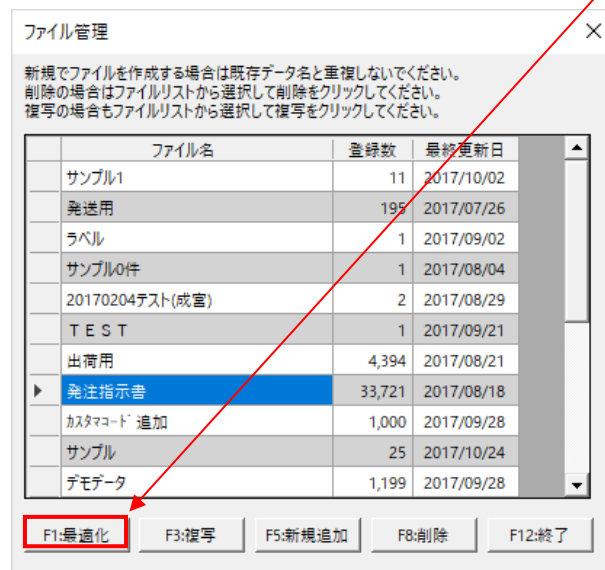 ファイル管理
新規でファイルを作成する場合は既存データ名と重複しないでください。
削除の場合はファイルリストから選択して削除をクリックしてください。
複写の場合もファイルリストから選択して複写をクリックしてください。
ファイル名 登録数 最終更新日
サンプル1 11 2017/10/02
発送用 195 2017/07/26
ラベル 1 2017/09/02
サンプル0件 1 2017/08/04
20170204テスト(成宮) 2 2017/08/29
ＴＥＳＴ 1 2017/09/21
出荷用 4,394 2017/08/21
発注指示書 33,721 2017/08/18
ｶｽﾀﾏｺｰﾄﾞ追加 1,000 2017/09/28
サンプル 25 2017/10/24
デモデータ 1,199 2017/09/28
F1:最適化 F3:複写 F5:新規追加 F8:削除 F12:終了